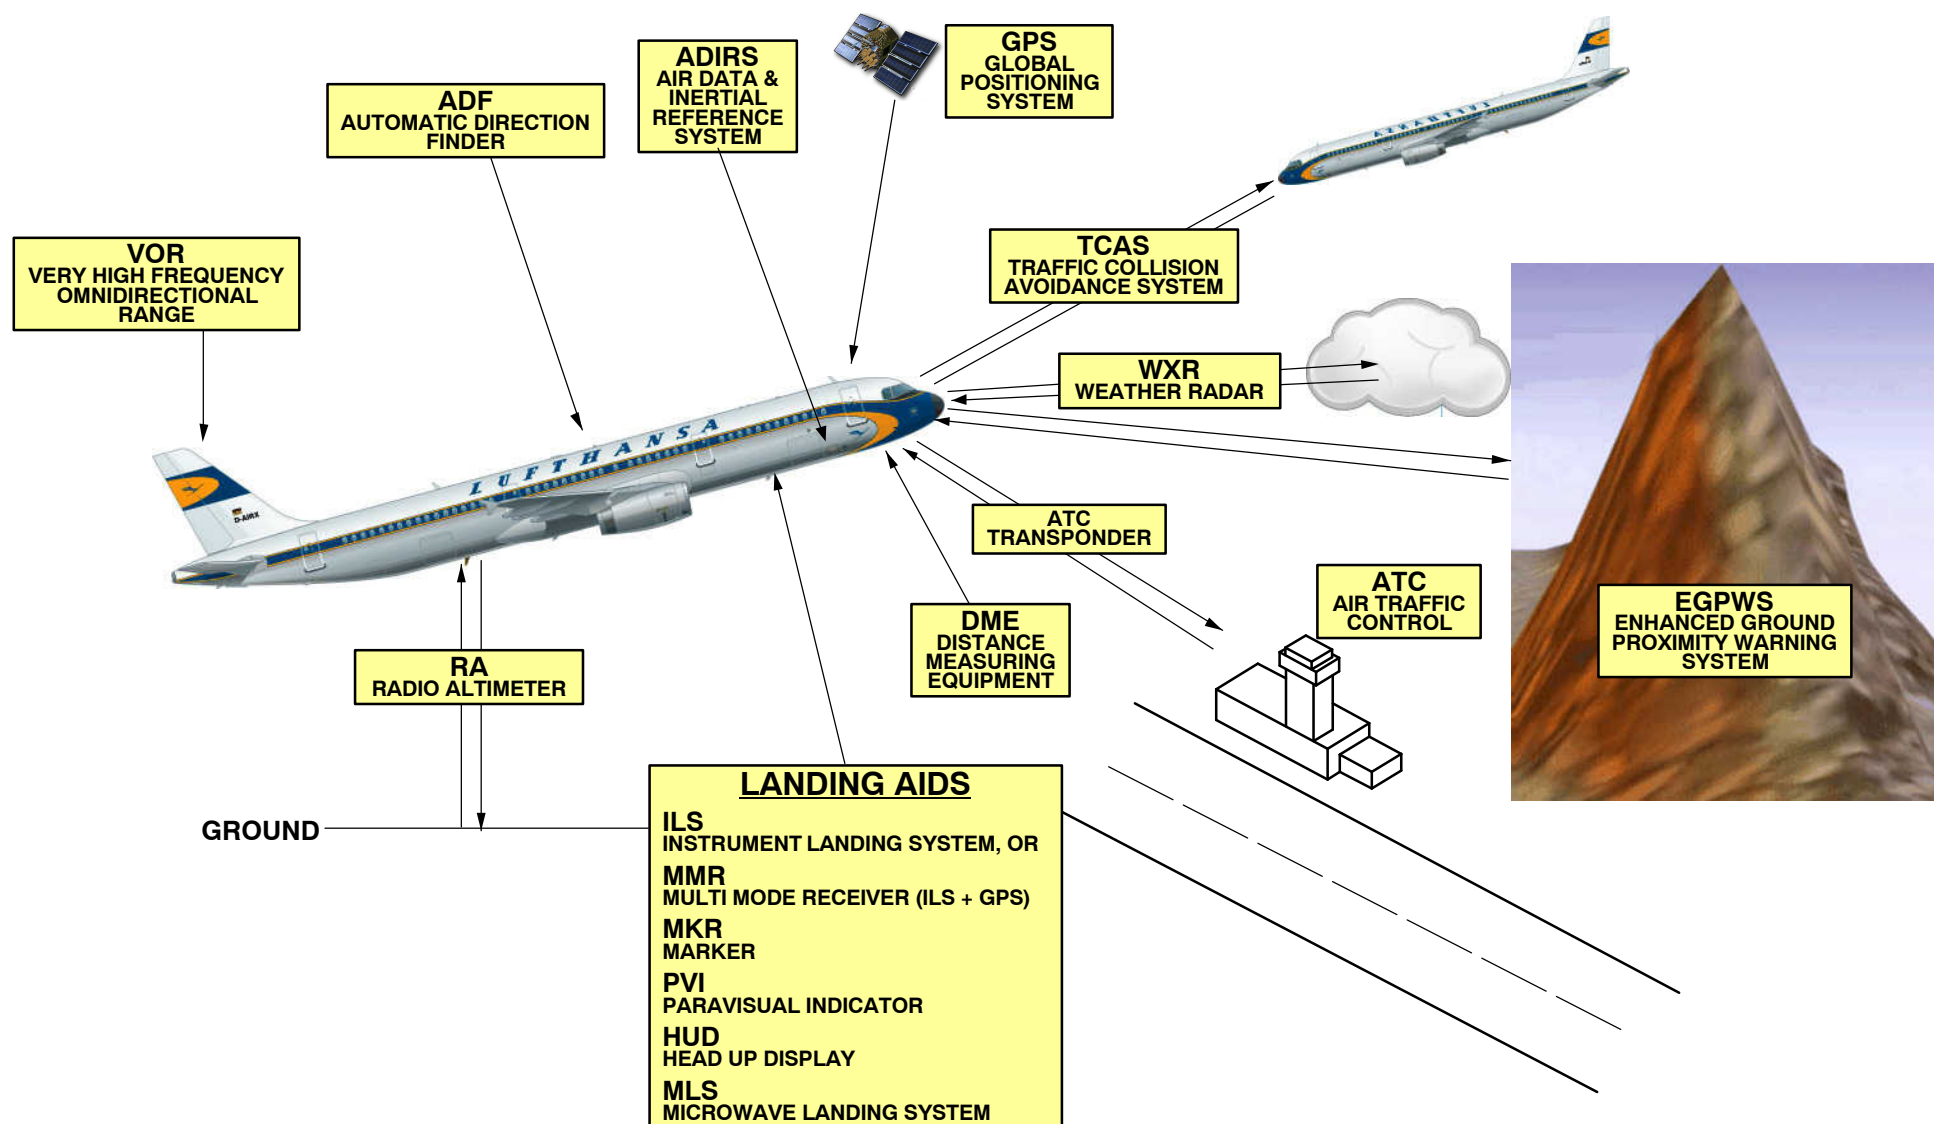 ADIRS
AIR DATA &
INERTIAL
REFERENCE
SYSTEM
GPS
GLOBAL
POSITIONING
SYSTEM
ADF
AUTOMATIC DIRECTION
FINDER
LUFTHANSA
VOR
VERY HIGH FREQUENCY
OMNIDIRECTIONAL
RANGE
TCAS
TRAFFIC COLLISION
AVOIDANCE SYSTEM
WXR
WEATHER RADAR
LUFTHANSA
D-AIRX
ATC
TRANSPONDER
ATC
AIR TRAFFIC
CONTROL
EGPWS
ENHANCED GROUND
PROXIMITY WARNING
SYSTEM
DME
DISTANCE
MEASURING
EQUIPMENT
RA
RADIO ALTIMETER
GROUND
LANDING AIDS
ILS
INSTRUMENT LANDING SYSTEM, OR
MMR
MULTI MODE RECEIVER (ILS + GPS)
MKR
MARKER
PVI
PARAVISUAL INDICATOR
HUD
HEAD UP DISPLAY
MLS
MICROWAVE LANDING SYSTEM